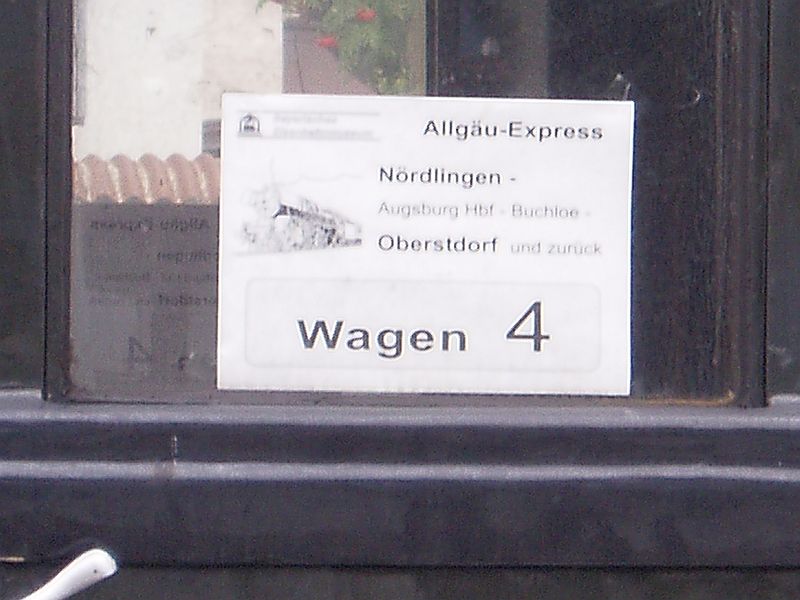 Allgäu-Express
Nördlingen -
Augsburg Hbf - Buchloe -
Oberstdorf und zurück
Wagen 4